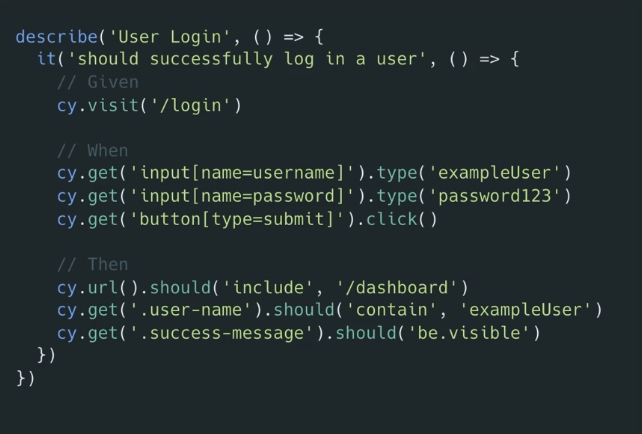 describe('User Login', () => {
  it('should successfully log in a user', () => {
    // Given
    cy.visit('/login')

    // When
    cy.get('input[name=username]').type('exampleUser')
    cy.get('input[name=password]').type('password123')
    cy.get('button[type=submit]').click()

    // Then
    cy.url().should('include', '/dashboard')
    cy.get('.user-name').should('contain', 'exampleUser')
    cy.get('.success-message').should('be.visible')
  })
})